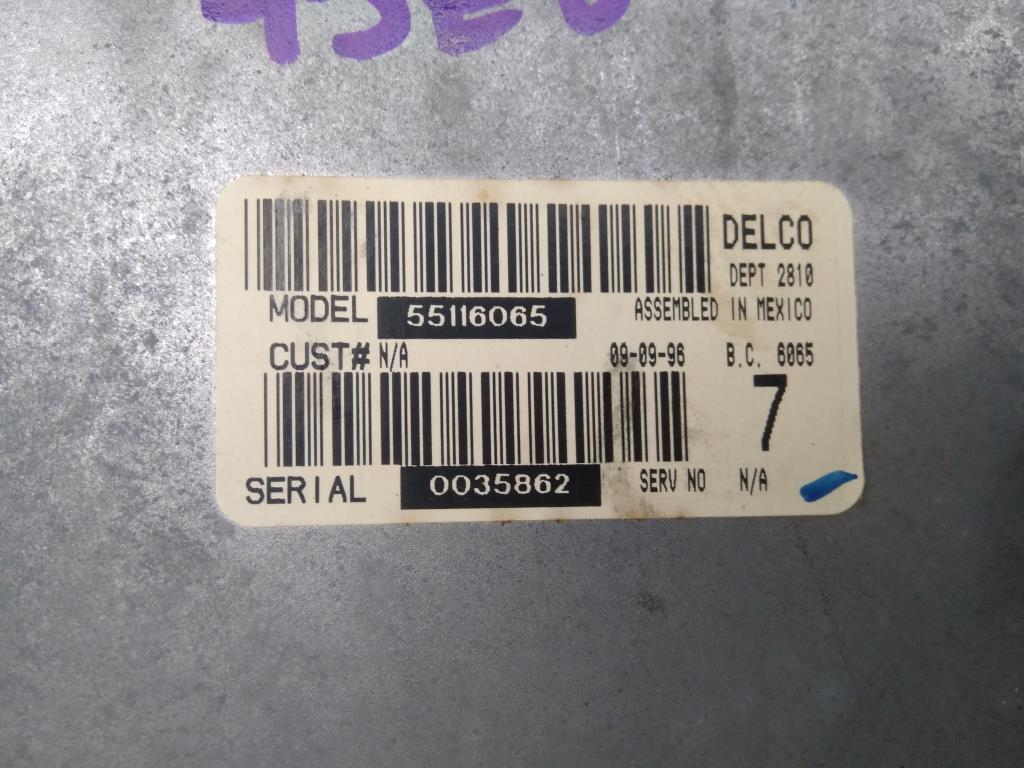 DELCO
DEPT 2810
MODEL 55116065 ASSEMBLED IN MEXICO
CUST# N/A 09-09-96 B.C. 6065
7
SERIAL 0035862 SERV NO N/A